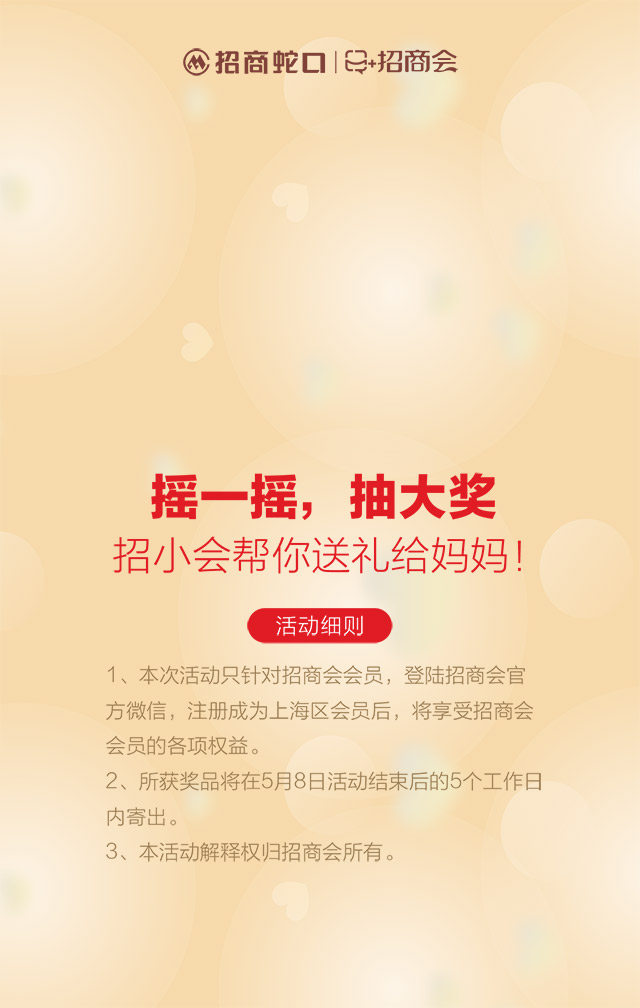 招商蛇口 | 招商会
摇一摇，抽大奖
招小会帮你送礼给妈妈！
活动细则
1、本次活动只针对招商会会员，登陆招商会官
方微信，注册成为上海区会员后，将享受招商会
会员的各项权益。
2、所获奖品将在5月8日活动结束后的5个工作日
内寄出。
3、本活动解释权归招商会所有。